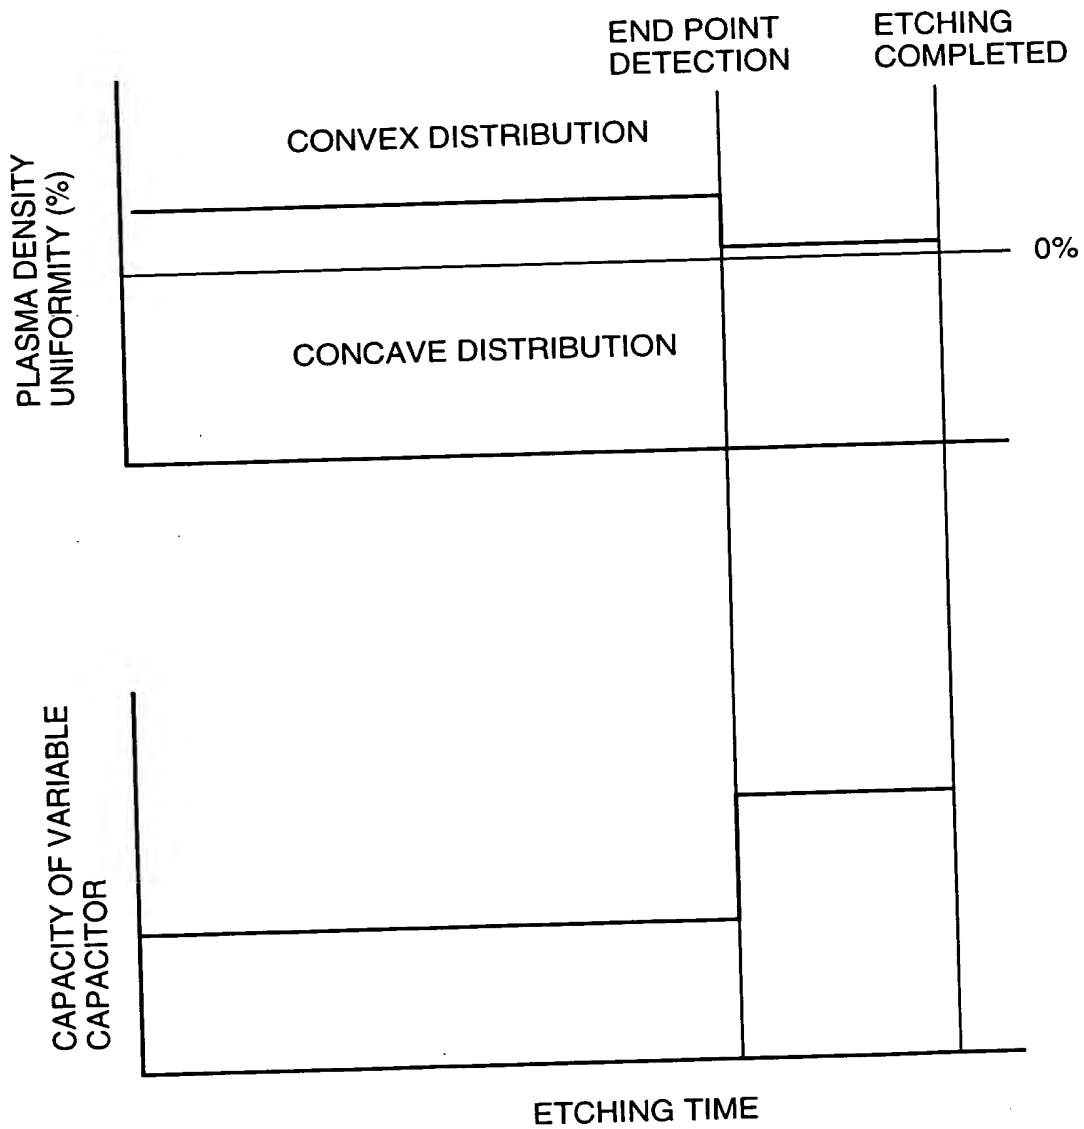 END POINT
DETECTION
ETCHING
COMPLETED
CONVEX DISTRIBUTION
PLASMA DENSITY
UNIFORMITY (%)
0%
CONCAVE DISTRIBUTION
CAPACITY OF VARIABLE
CAPACITOR
ETCHING TIME